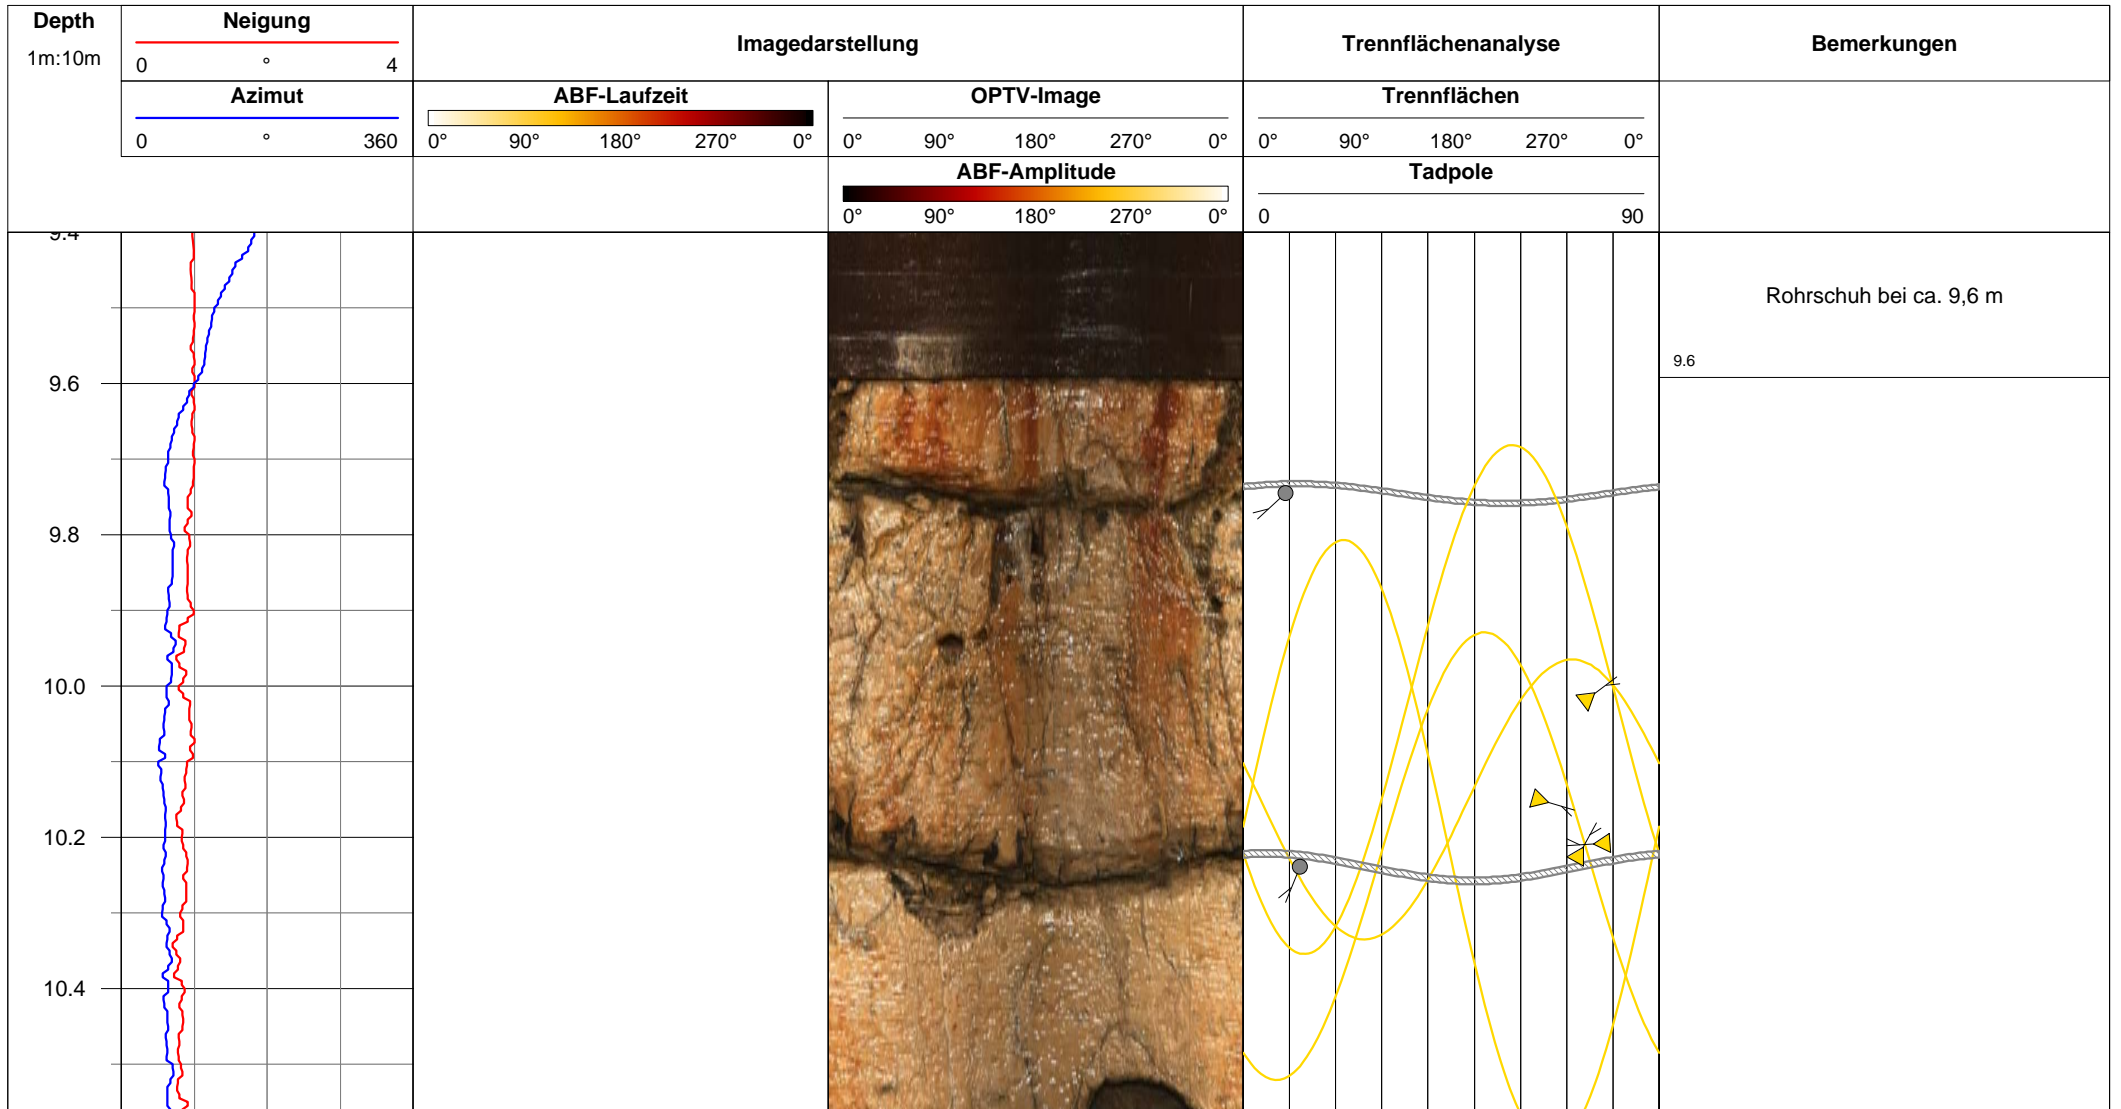 Depth
1m:10m
Neigung
0 ° 4
Azimut
0 ° 360
Imagedarstellung
ABF-Laufzeit
0° 90° 180° 270° 0°
OPTV-Image
0° 90° 180° 270° 0°
ABF-Amplitude
0° 90° 180° 270° 0°
Trennflächenanalyse
Trennflächen
0° 90° 180° 270° 0°
Tadpole
0 90
Bemerkungen
9.4
Rohrschuh bei ca. 9,6 m
9.6
9.6
9.8
10.0
10.2
10.4